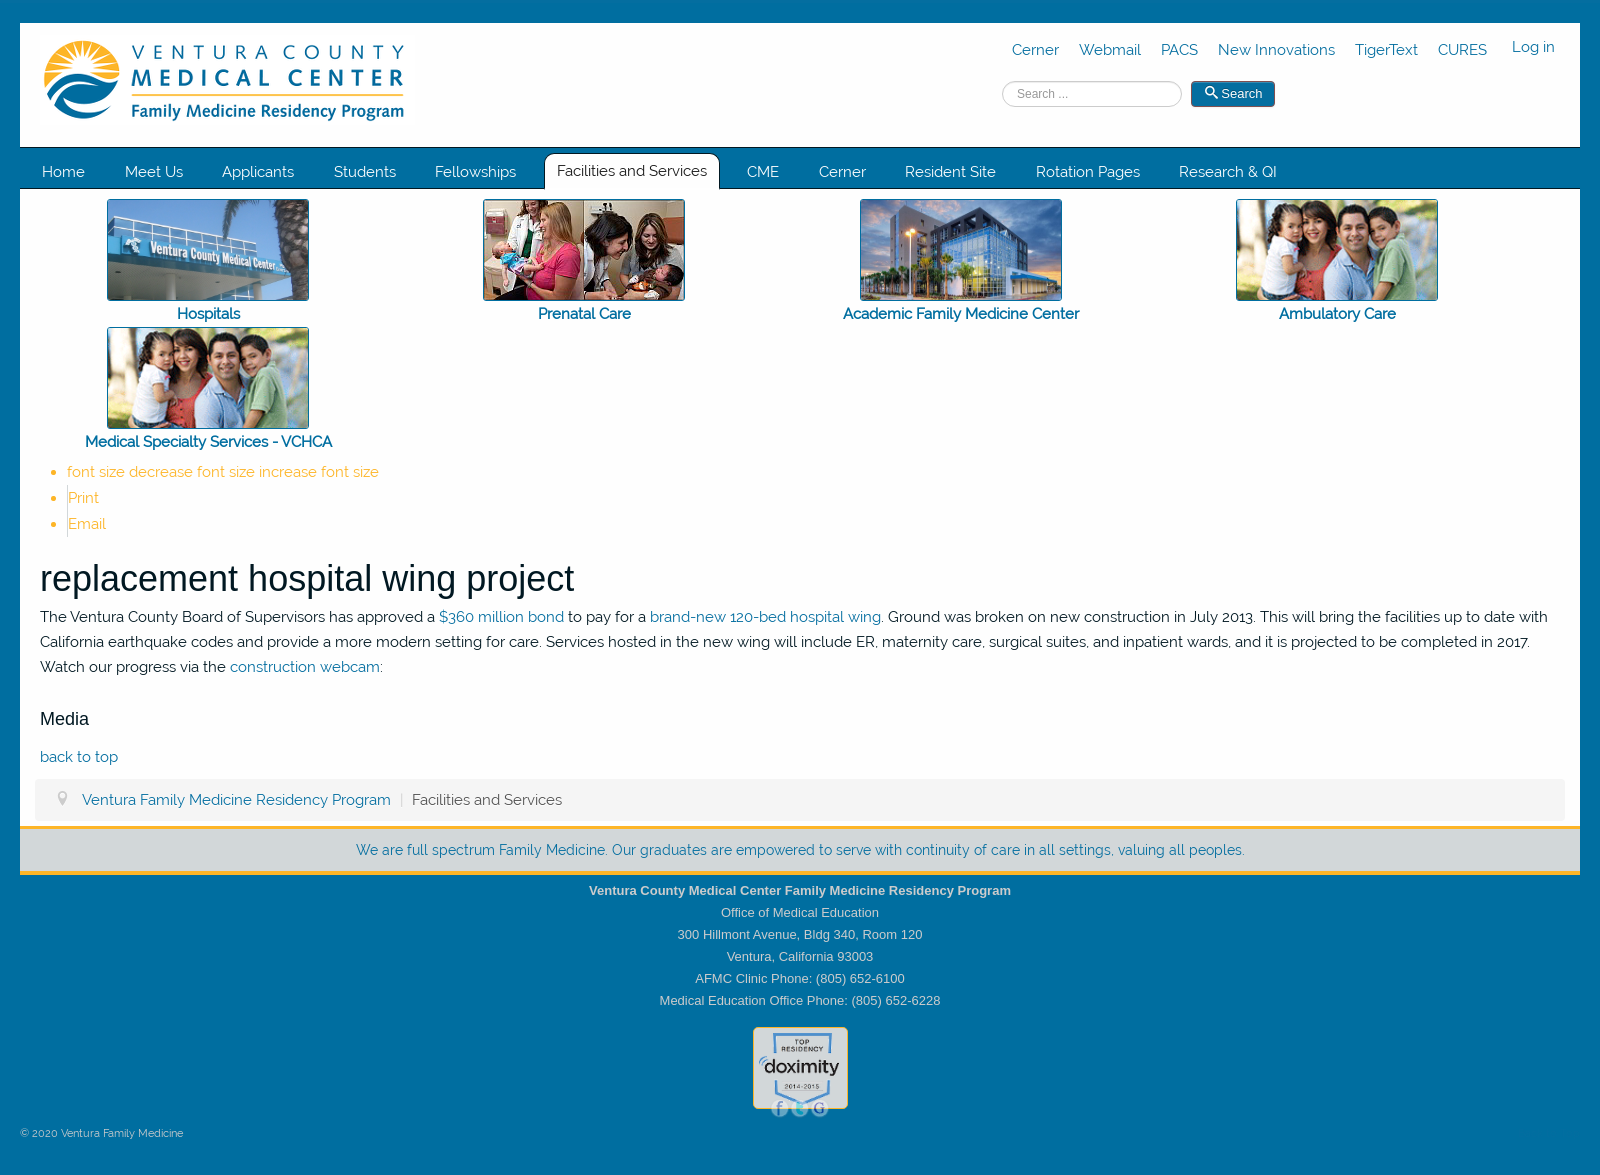 VENTURA COUNTY
MEDICAL CENTER
Family Medicine Residency Program
Cerner Webmail PACS New Innovations TigerText CURES Log in
Search ... Search
Home Meet Us Applicants Students Fellowships Facilities and Services CME Cerner Resident Site Rotation Pages Research & QI
Ventura County Medical Center
Hospitals Prenatal Care Academic Family Medicine Center Ambulatory Care
Medical Specialty Services - VCHCA
font size decrease font size increase font size
Print
Email
replacement hospital wing project
The Ventura County Board of Supervisors has approved a $360 million bond to pay for a brand-new 120-bed hospital wing. Ground was broken on new construction in July 2013. This will bring the facilities up to date with
California earthquake codes and provide a more modern setting for care. Services hosted in the new wing will include ER, maternity care, surgical suites, and inpatient wards, and it is projected to be completed in 2017.
Watch our progress via the construction webcam:
Media
back to top
Ventura Family Medicine Residency Program | Facilities and Services
We are full spectrum Family Medicine. Our graduates are empowered to serve with continuity of care in all settings, valuing all peoples.
Ventura County Medical Center Family Medicine Residency Program
Office of Medical Education
300 Hillmont Avenue, Bldg 340, Room 120
Ventura, California 93003
AFMC Clinic Phone: (805) 652-6100
Medical Education Office Phone: (805) 652-6228
TOP
RESIDENCY
doximity
2014-2015
f t G
© 2020 Ventura Family Medicine